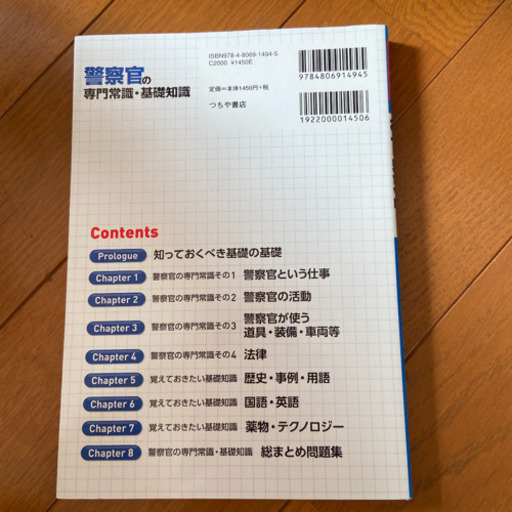 ISBN978-4-8069-1494-5
C2000 ¥1450E
9784806914945
定価=本体1450円+税
つちや書店
1922000014506
警察官の
専門常識・基礎知識
Contents
Prologue 知っておくべき基礎の基礎
Chapter 1 警察官の専門常識その1 警察官という仕事
Chapter 2 警察官の専門常識その2 警察官の活動
Chapter 3 警察官の専門常識その3 警察官が使う
道具・装備・車両等
Chapter 4 警察官の専門常識その4 法律
Chapter 5 覚えておきたい基礎知識 歴史・事例・用語
Chapter 6 覚えておきたい基礎知識 国語・英語
Chapter 7 覚えておきたい基礎知識 薬物・テクノロジー
Chapter 8 警察官の専門常識・基礎知識 総まとめ問題集